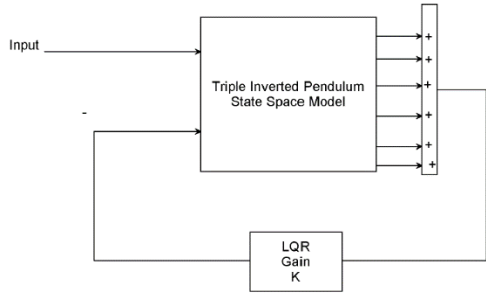 Input
Triple Inverted Pendulum
State Space Model
-
+
+
+
+
+
+
LQR
Gain
K